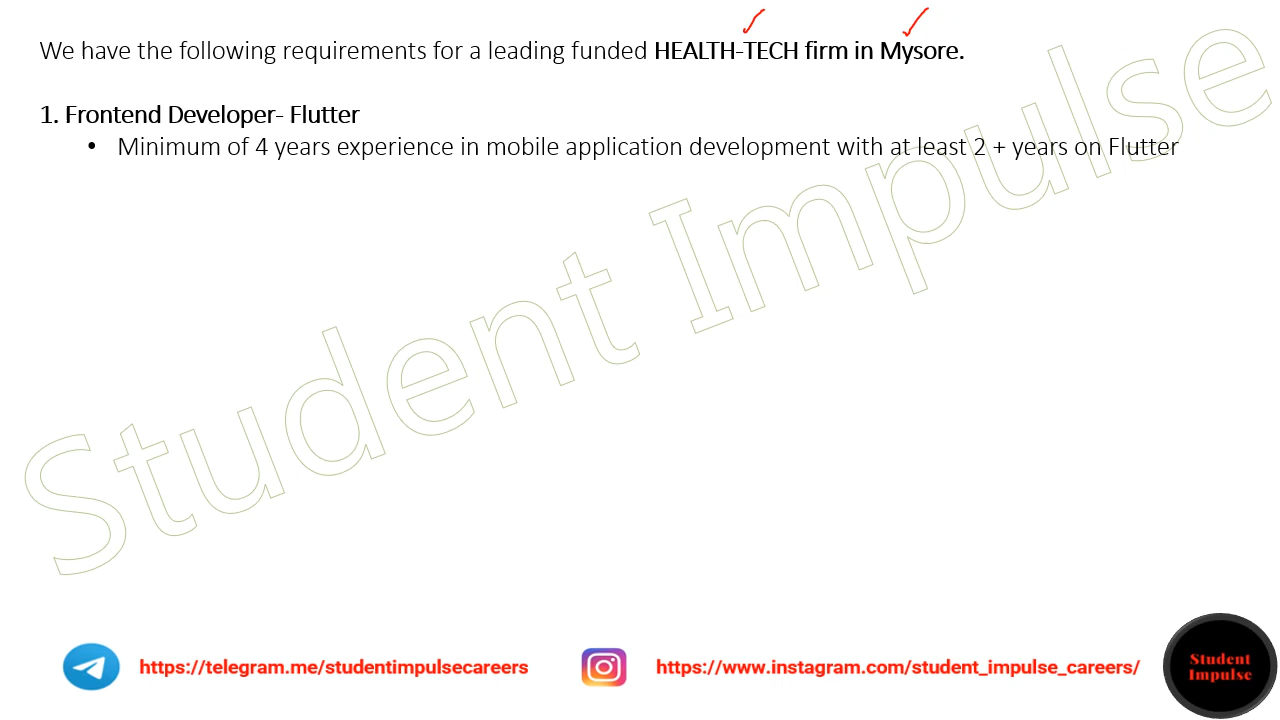 We have the following requirements for a leading funded HEALTH-TECH firm in Mysore.
1. Frontend Developer- Flutter
• Minimum of 4 years experience in mobile application development with at least 2 + years on Flutter
Student Impulse
https://telegram.me/studentimpulsecareers
https://www.instagram.com/student_impulse_careers/
Student
Impulse